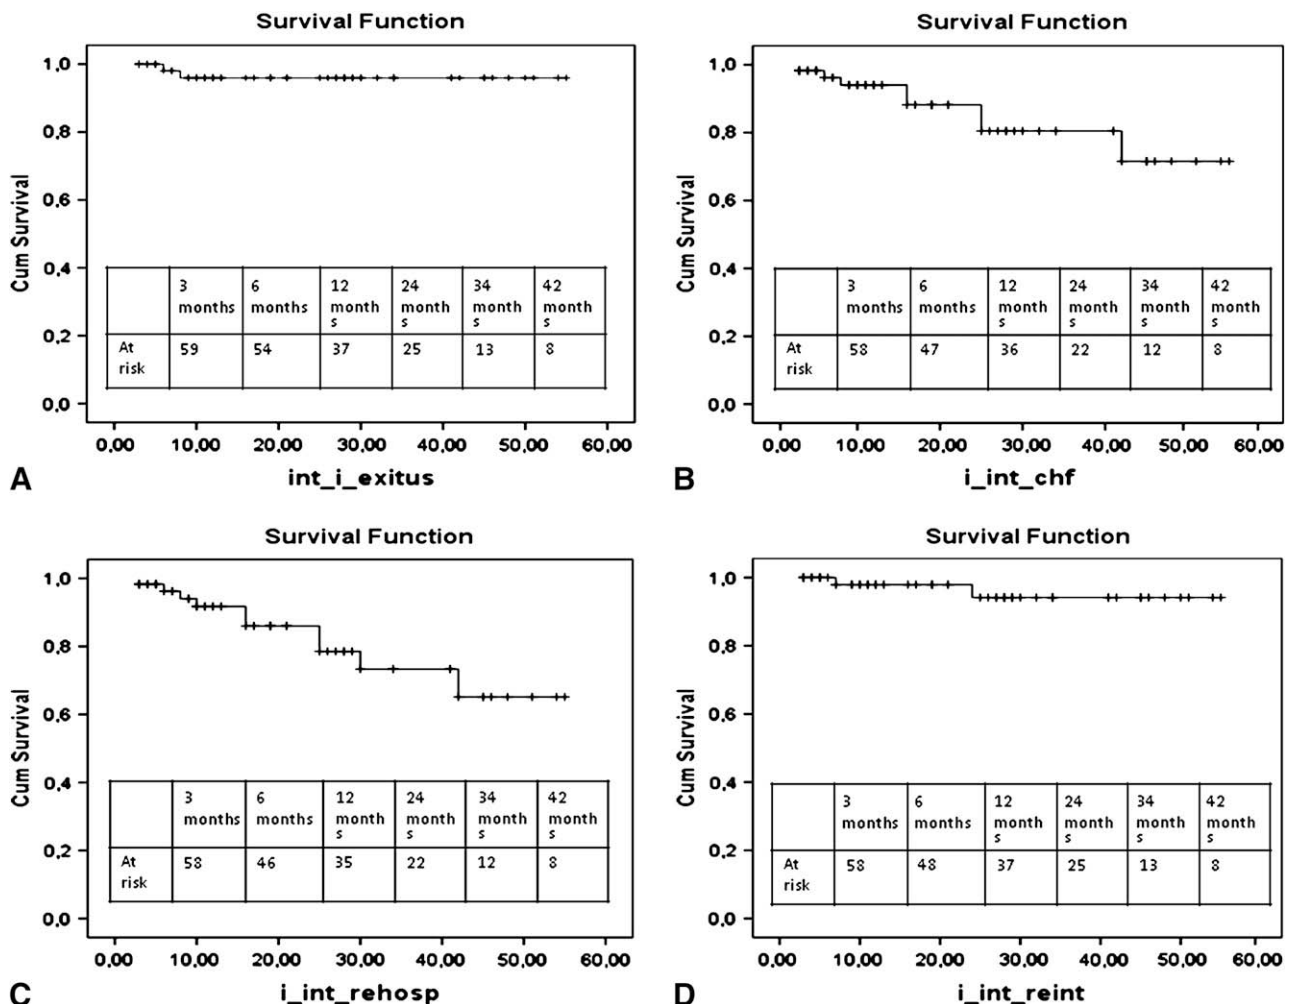 Survival Function
1,0
0,8
0,6
0,4
0,2
0,0
Cum Survival
3 months 6 months 12 month s 24 month s 34 month s 42 month s
At risk 59 54 37 25 13 8
0,00 10,00 20,00 30,00 40,00 50,00 60,00
int_i_exitus
A
Survival Function
1,0
0,8
0,6
0,4
0,2
0,0
Cum Survival
3 months 6 months 12 month s 24 month s 34 month s 42 month s
At risk 58 47 36 22 12 8
0,00 10,00 20,00 30,00 40,00 50,00 60,00
i_int_chf
B
Survival Function
1,0
0,8
0,6
0,4
0,2
0,0
Cum Survival
3 months 6 months 12 month s 24 month s 34 month s 42 month s
At risk 58 46 35 22 12 8
0,00 10,00 20,00 30,00 40,00 50,00 60,00
i_int_rehosp
C
Survival Function
1,0
0,8
0,6
0,4
0,2
0,0
Cum Survival
3 months 6 months 12 month s 24 month s 34 month s 42 month s
At risk 58 48 37 25 13 8
0,00 10,00 20,00 30,00 40,00 50,00 60,00
i_int_reint
D